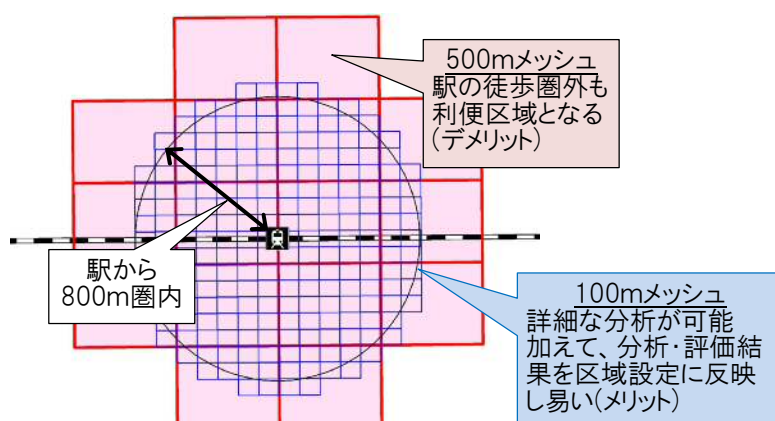 500mメッシュ
駅の徒歩圏外も
利便区域となる
(デメリット)
駅から
800m圏内
100mメッシュ
詳細な分析が可能
加えて、分析・評価結
果を区域設定に反映
し易い(メリット)